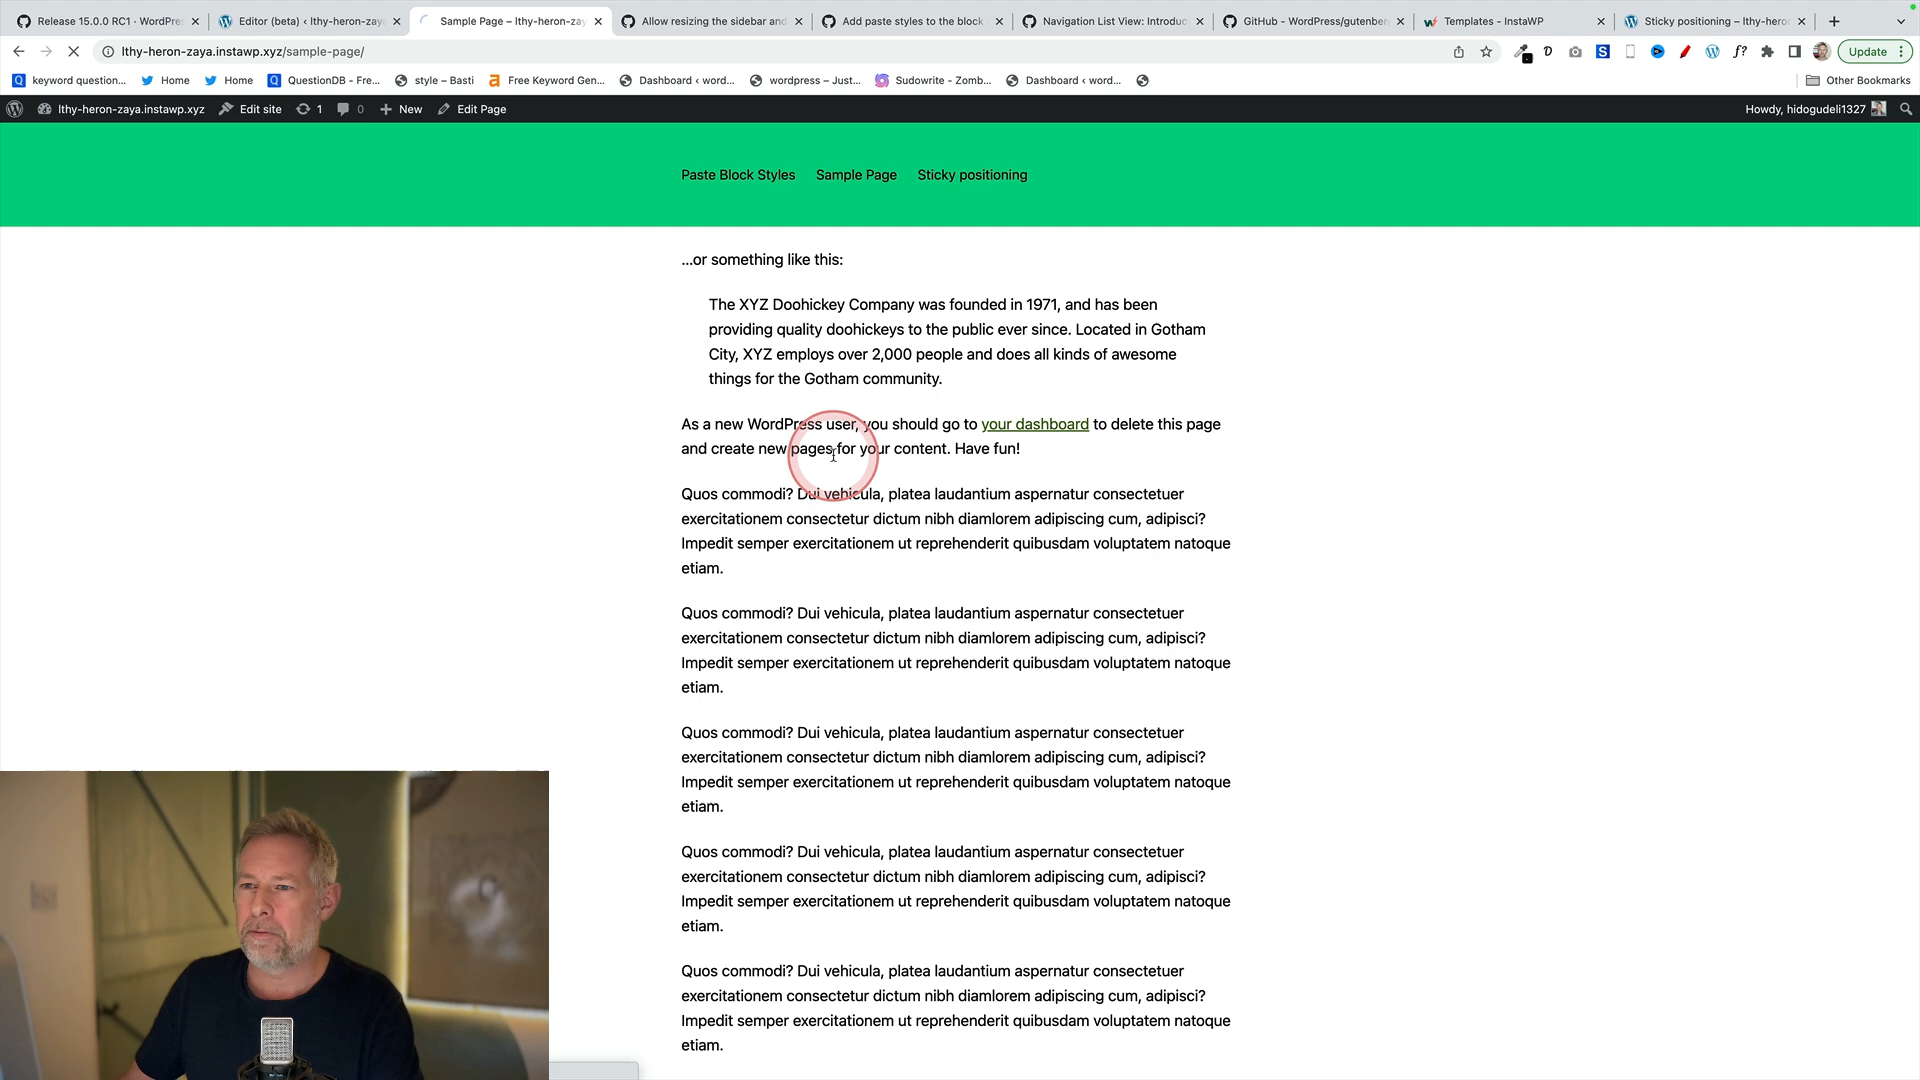 Release 15.0.0 RC1 · WordPre
Editor (beta) ‹ lthy-heron-zaya
Sample Page – lthy-heron-zay
Allow resizing the sidebar and
Add paste styles to the block
Navigation List View: Introduc
GitHub - WordPress/gutenber
Templates - InstaWP
Sticky positioning – lthy-hero
lthy-heron-zaya.instawp.xyz/sample-page/
Update
keyword question...
Home
Home
QuestionDB - Fre...
style – Basti
Free Keyword Gen...
Dashboard ‹ word...
wordpress – Just...
Sudowrite - Zomb...
Dashboard ‹ word...
Other Bookmarks
lthy-heron-zaya.instawp.xyz
Edit site
1
0
New
Edit Page
Howdy, hidogudeli1327
Paste Block Styles
Sample Page
Sticky positioning
...or something like this:
The XYZ Doohickey Company was founded in 1971, and has been
providing quality doohickeys to the public ever since. Located in Gotham
City, XYZ employs over 2,000 people and does all kinds of awesome
things for the Gotham community.
As a new WordPress user, you should go to your dashboard to delete this page
and create new pages for your content. Have fun!
Quos commodi? Dui vehicula, platea laudantium aspernatur consectetuer
exercitationem consectetur dictum nibh diamlorem adipiscing cum, adipisci?
Impedit semper exercitationem ut reprehenderit quibusdam voluptatem natoque
etiam.
Quos commodi? Dui vehicula, platea laudantium aspernatur consectetuer
exercitationem consectetur dictum nibh diamlorem adipiscing cum, adipisci?
Impedit semper exercitationem ut reprehenderit quibusdam voluptatem natoque
etiam.
Quos commodi? Dui vehicula, platea laudantium aspernatur consectetuer
exercitationem consectetur dictum nibh diamlorem adipiscing cum, adipisci?
Impedit semper exercitationem ut reprehenderit quibusdam voluptatem natoque
etiam.
Quos commodi? Dui vehicula, platea laudantium aspernatur consectetuer
exercitationem consectetur dictum nibh diamlorem adipiscing cum, adipisci?
Impedit semper exercitationem ut reprehenderit quibusdam voluptatem natoque
etiam.
Quos commodi? Dui vehicula, platea laudantium aspernatur consectetuer
exercitationem consectetur dictum nibh diamlorem adipiscing cum, adipisci?
Impedit semper exercitationem ut reprehenderit quibusdam voluptatem natoque
etiam.